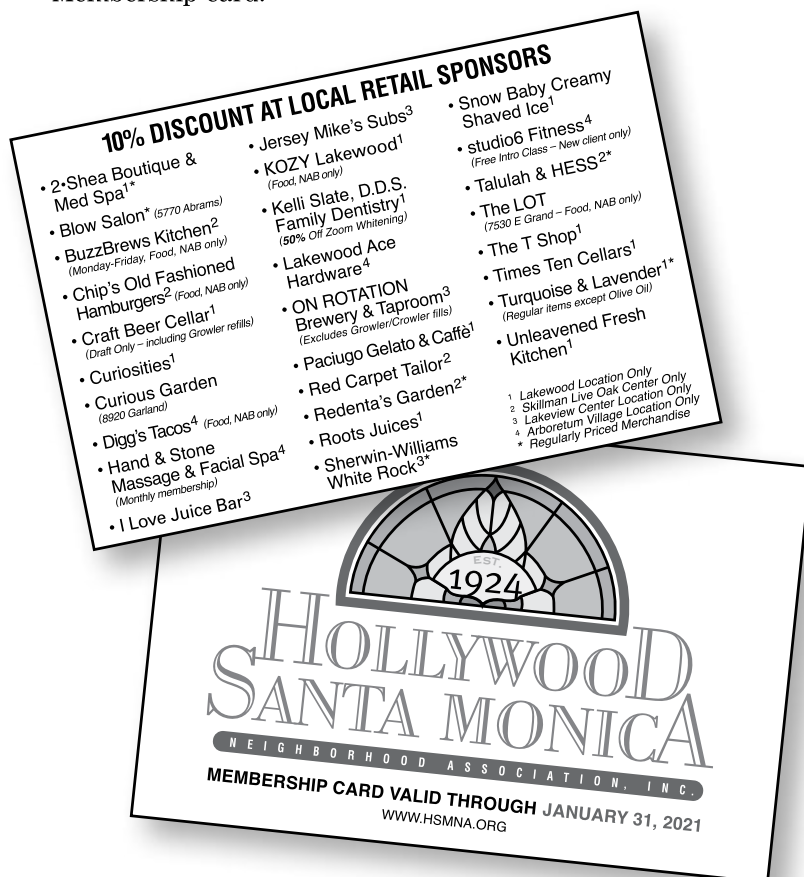 Membership card.
10% DISCOUNT AT LOCAL RETAIL SPONSORS
• 2•Shea Boutique &
Med Spa1*
• Blow Salon* (5770 Abrams)
• BuzzBrews Kitchen2
(Monday-Friday, Food, NAB only)
• Chip's Old Fashioned
Hamburgers2 (Food, NAB only)
• Craft Beer Cellar1
(Draft Only – including Growler refills)
• Curiosities1
• Curious Garden
(8920 Garland)
• Digg's Tacos4 (Food, NAB only)
• Hand & Stone
Massage & Facial Spa4
(Monthly membership)
• I Love Juice Bar3
• Jersey Mike's Subs3
• KOZY Lakewood1
(Food, NAB only)
• Kelli Slate, D.D.S.
Family Dentistry1
(50% Off Zoom Whitening)
• Lakewood Ace
Hardware4
• ON ROTATION
Brewery & Taproom3
(Excludes Growler/Crowler fills)
• Paciugo Gelato & Caffè1
• Red Carpet Tailor2
• Redenta's Garden2*
• Roots Juices1
• Sherwin-Williams
White Rock3*
• Snow Baby Creamy
Shaved Ice1
• studio6 Fitness4
(Free Intro Class – New client only)
• Talulah & HESS2*
• The LOT
(7530 E Grand – Food, NAB only)
• The T Shop1
• Times Ten Cellars1
• Turquoise & Lavender1*
(Regular items except Olive Oil)
• Unleavened Fresh
Kitchen1
1 Lakewood Location Only
2 Skillman Live Oak Center Only
3 Lakeview Center Location Only
4 Arboretum Village Location Only
* Regularly Priced Merchandise
EST.
1924
HOLLYWOOD
SANTA MONICA
NEIGHBORHOOD ASSOCIATION, INC.
MEMBERSHIP CARD VALID THROUGH JANUARY 31, 2021
WWW.HSMNA.ORG